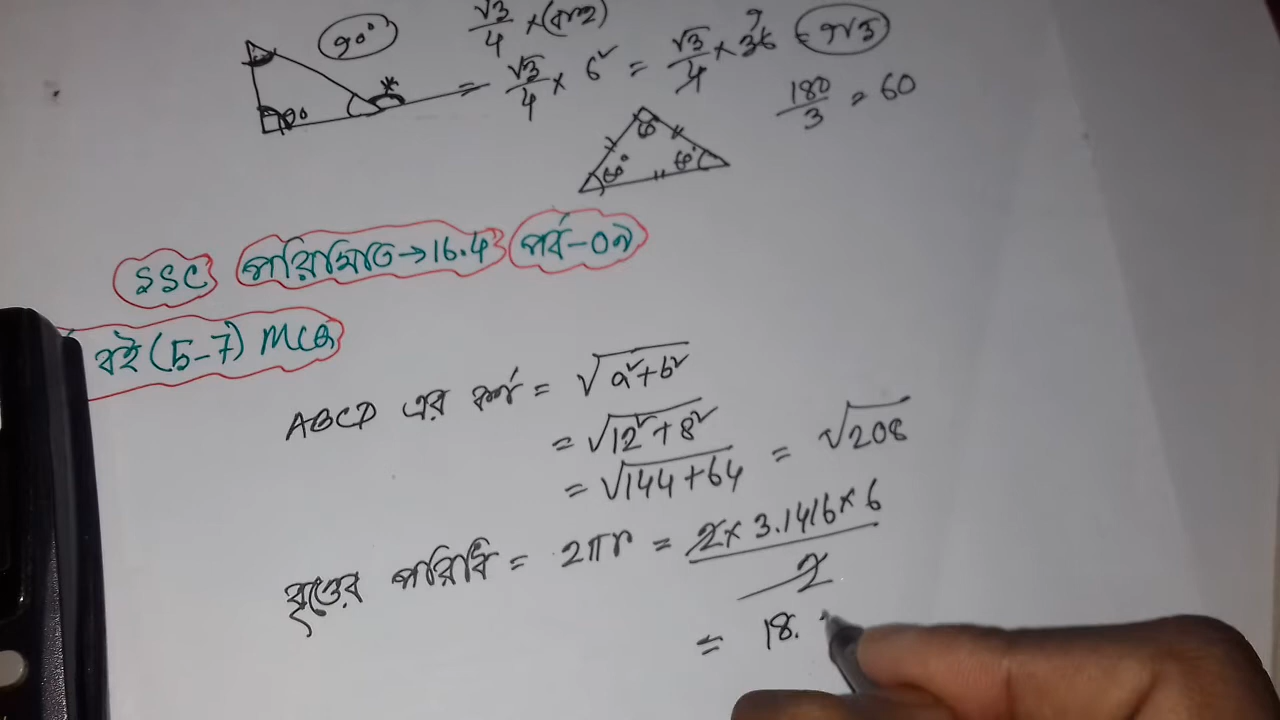 √3/4 × (বাহু)²
90°
= √3/4 × 6² = √3/4 × 36 = 9√3
90
180/3 = 60
60
60° 60°
SSC পরিমিতি→16.4 পর্ব-09
বই (5-7) MCQ
ABCD এর কর্ণ = √a²+b²
= √12²+8²
= √144+64 = √208
বৃত্তের পরিধি = 2πr = 2×3.1416×6/2
= 18.